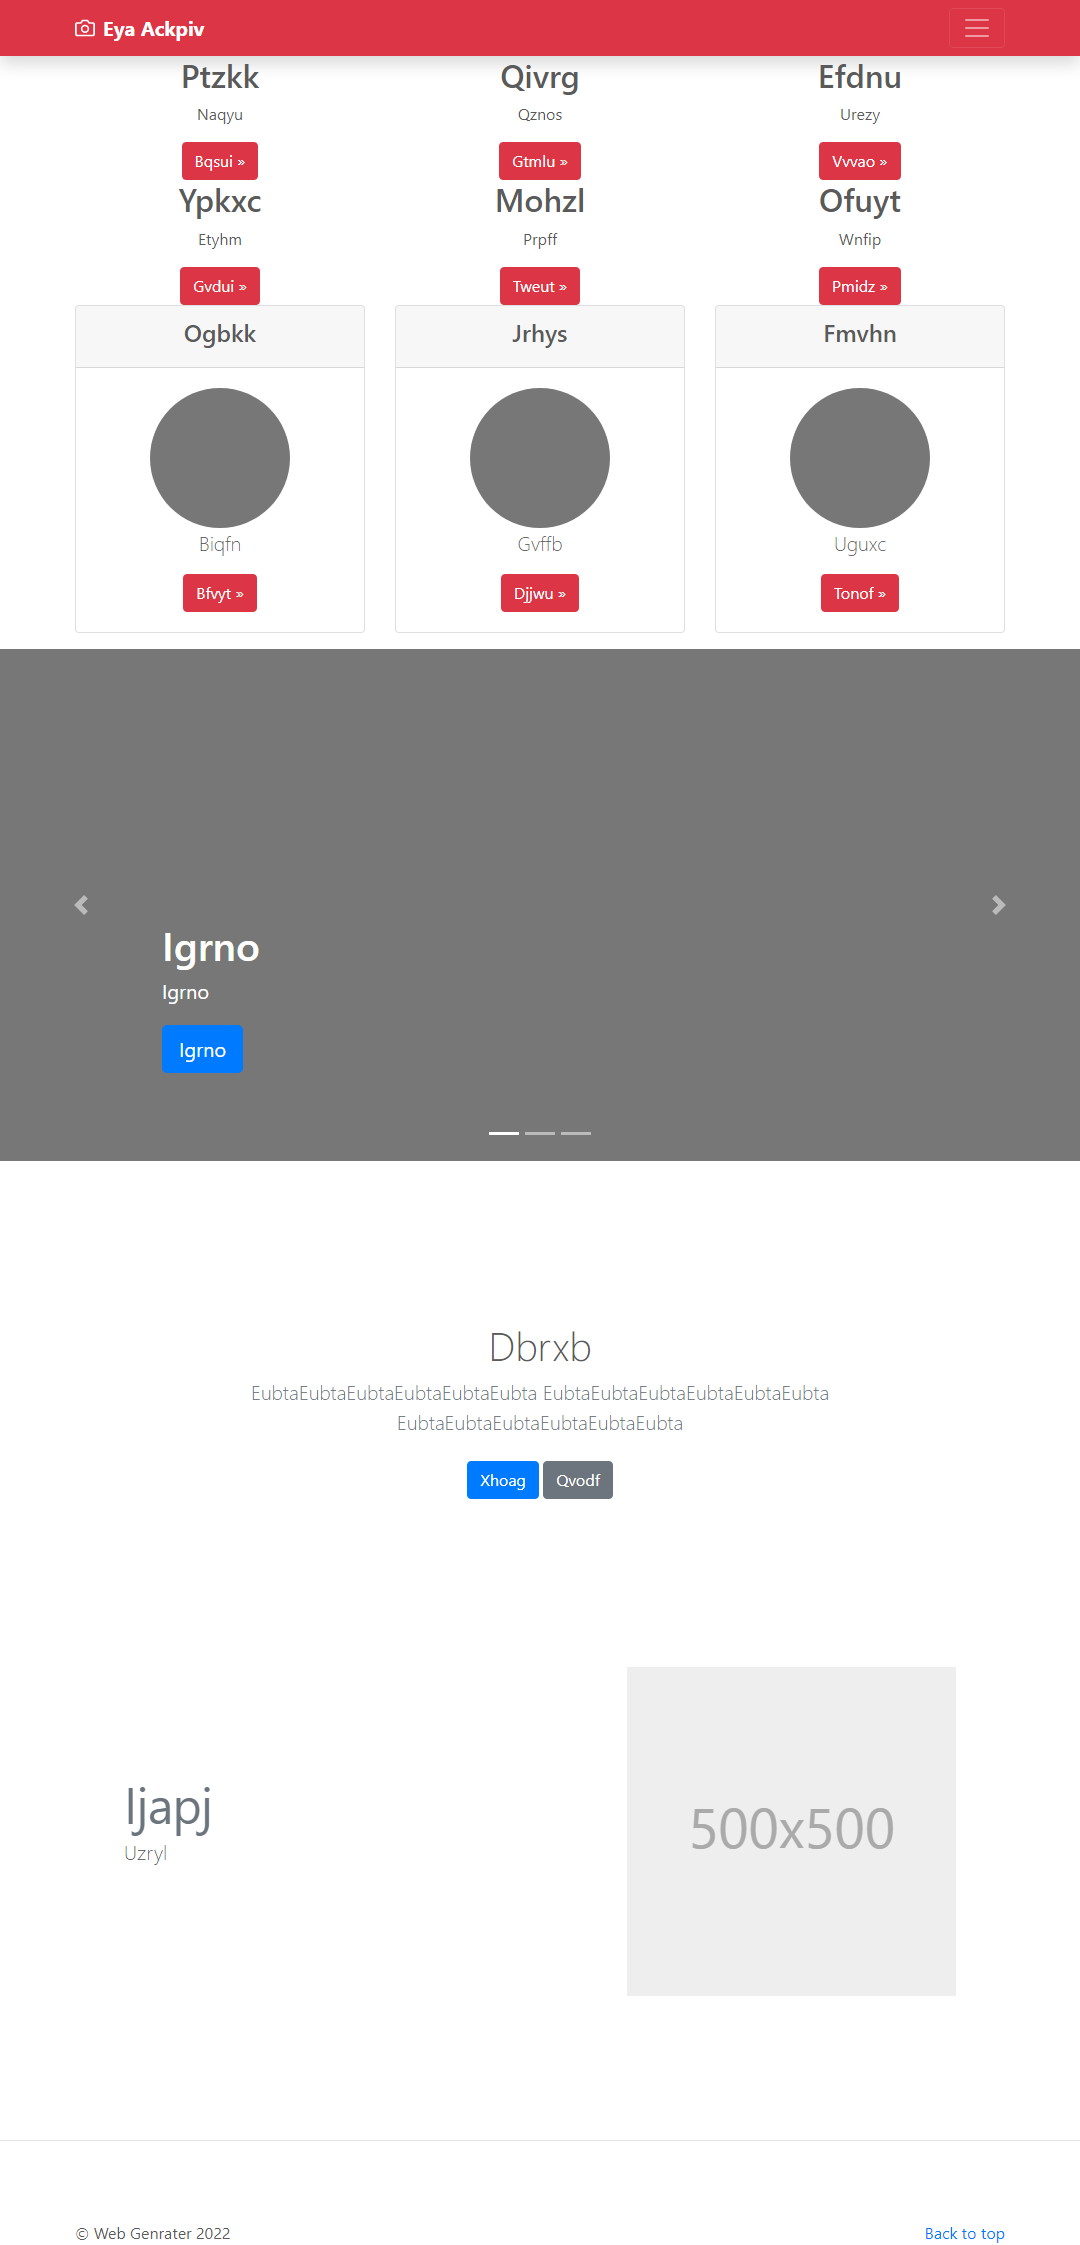 Eya Ackpiv
Ptzkk Qivrg Efdnu
Naqyu Qznos Urezy
Bqsui » Gtmlu » Vvvao »
Ypkxc Mohzl Ofuyt
Etyhm Prpff Wnfip
Gvdui » Tweut » Pmidz »
Ogbkk Jrhys Fmvhn
Biqfn Gvffb Uguxc
Bfvyt » Djjwu » Tonof »
Igrno
Igrno
Igrno
Dbrxb
EubtaEubtaEubtaEubtaEubtaEubta EubtaEubtaEubtaEubtaEubtaEubta
EubtaEubtaEubtaEubtaEubtaEubta
Xhoag Qvodf
Ijapj
Uzryl
500x500
© Web Genrater 2022 Back to top